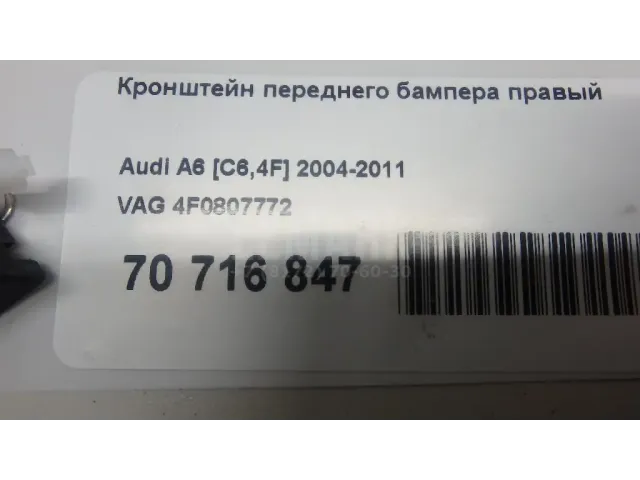 Кронштейн переднего бампера правый
Audi A6 [C6,4F] 2004-2011
VAG 4F0807772
70 716 847